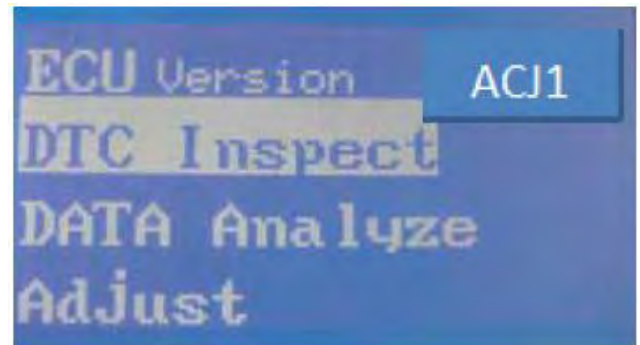 ECU Version
ACJ1
DTC Inspect
DATA Analyze
Adjust